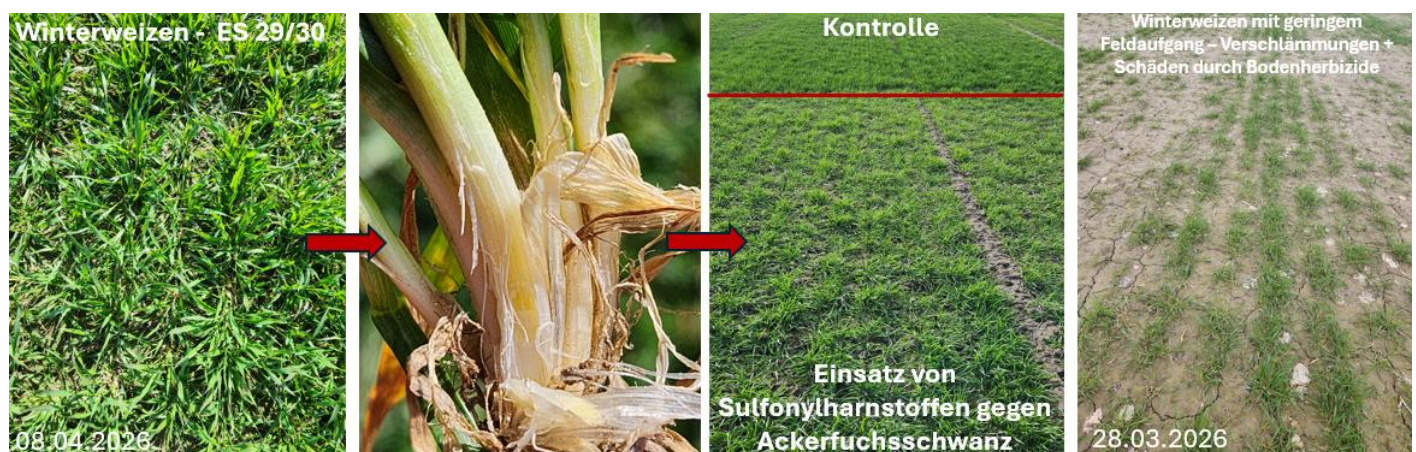 Winterweizen - ES 29/30
08.04.2026
Kontrolle
Einsatz von
Sulfonylharnstoffen gegen
Ackerfuchsschwanz
Winterweizen mit geringem
Feldaufgang – Verschlämmungen +
Schäden durch Bodenherbizide
28.03.2026